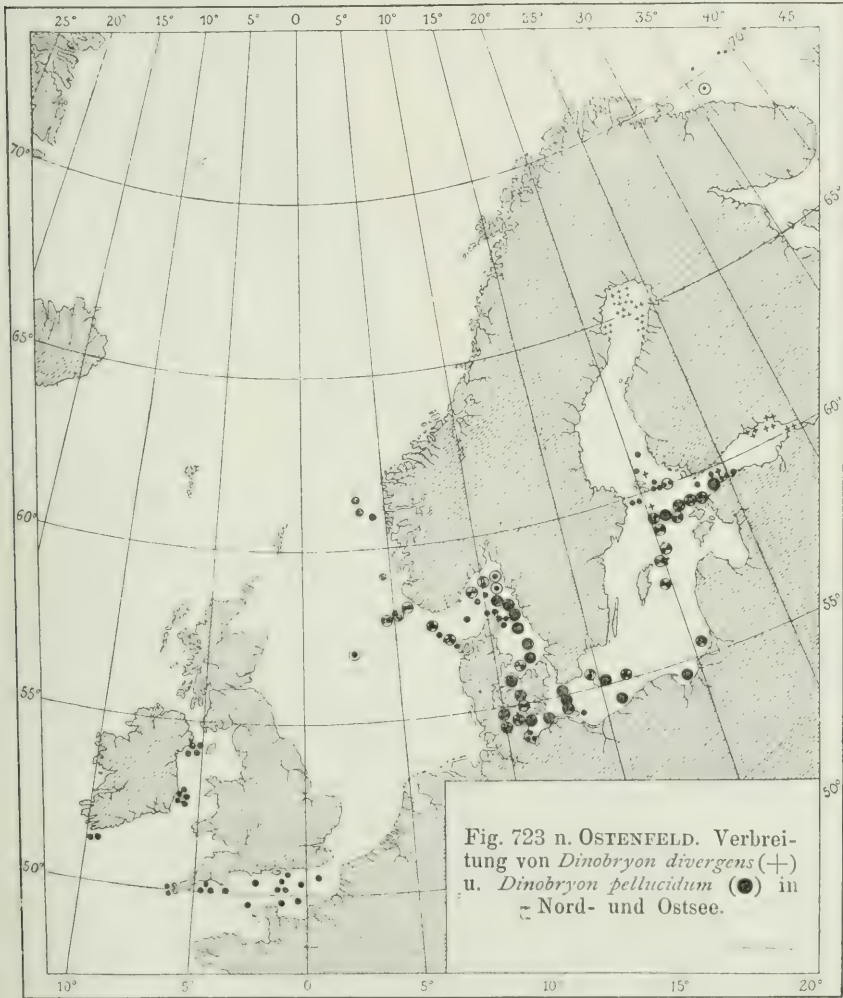 25° 20° 15° 10° 5° 0 5° 10° 15° 20° 25° 30° 35° 40° 45
70°
70°
65°
65°
60°
60°
55°
55°
50°
50°
Fig. 723 n. OSTENFELD. Verbrei-
tung von Dinobryon divergens (+)
u. Dinobryon pellucidum (●) in
Nord- und Ostsee.
10° 5° 0 5° 10° 15° 20°